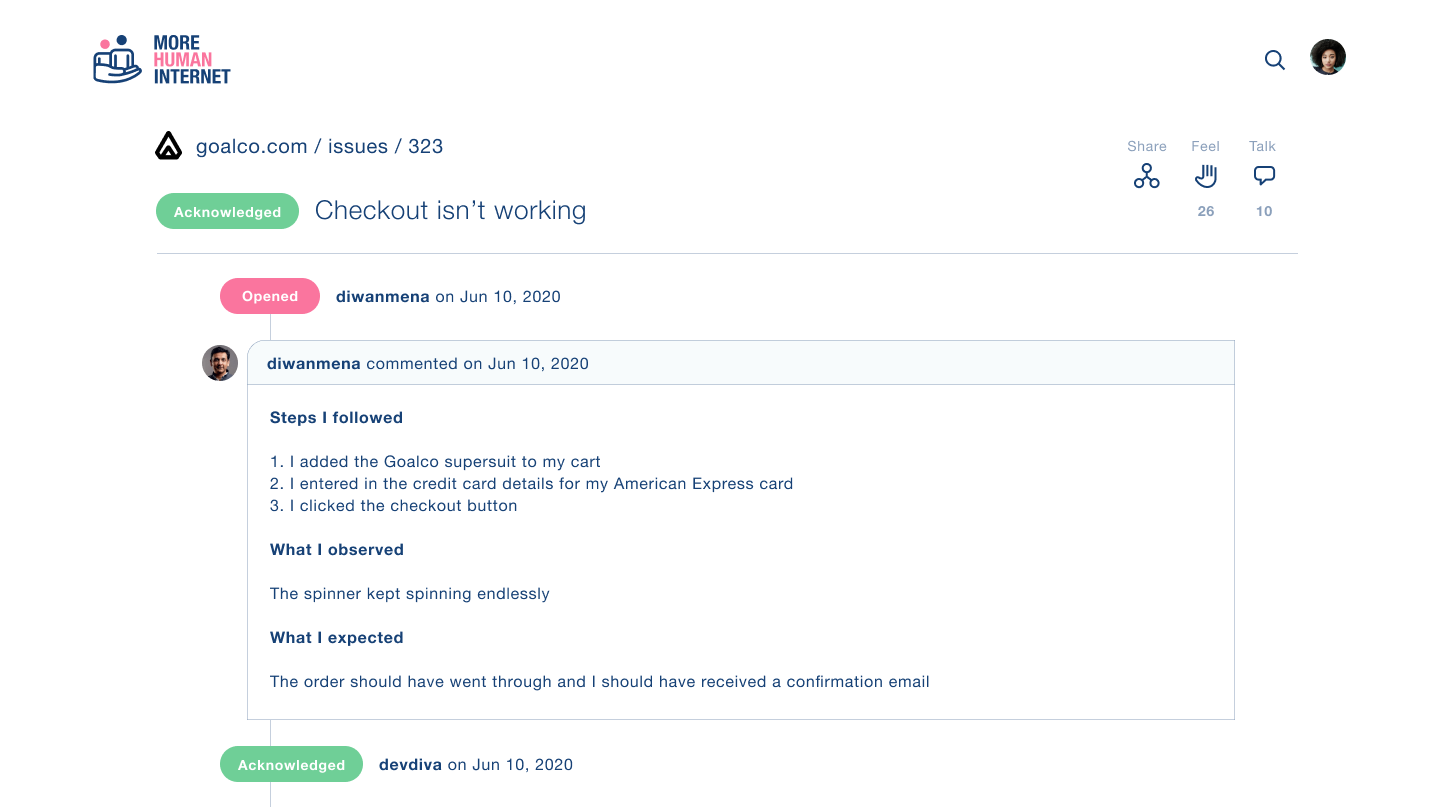 MORE
HUMAN
INTERNET
goalco.com / issues / 323
Share Feel Talk
26 10
Acknowledged Checkout isn’t working
Opened diwanmena on Jun 10, 2020
diwanmena commented on Jun 10, 2020
Steps I followed
1. I added the Goalco supersuit to my cart
2. I entered in the credit card details for my American Express card
3. I clicked the checkout button
What I observed
The spinner kept spinning endlessly
What I expected
The order should have went through and I should have received a confirmation email
Acknowledged devdiva on Jun 10, 2020